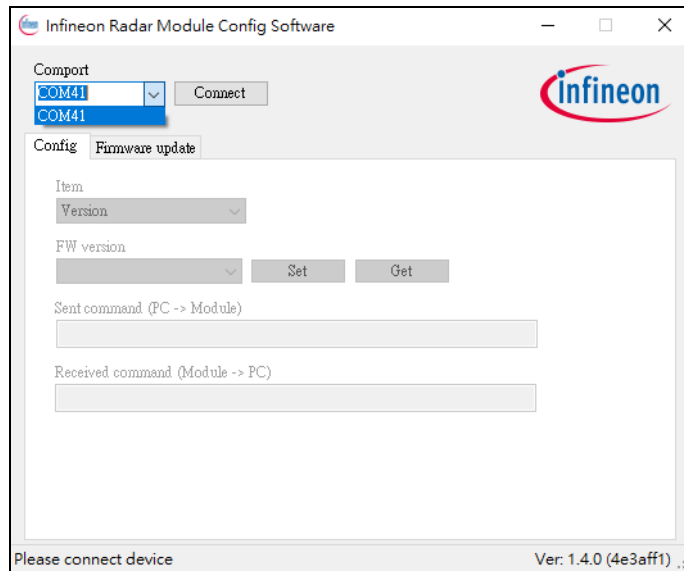 Infineon Radar Module Config Software
Comport
COM41
Connect
COM41
infineon
Config
Firmware update
Item
Version
FW version
Set
Get
Sent command (PC -> Module)
Received command (Module -> PC)
Please connect device
Ver: 1.4.0 (4e3aff1)